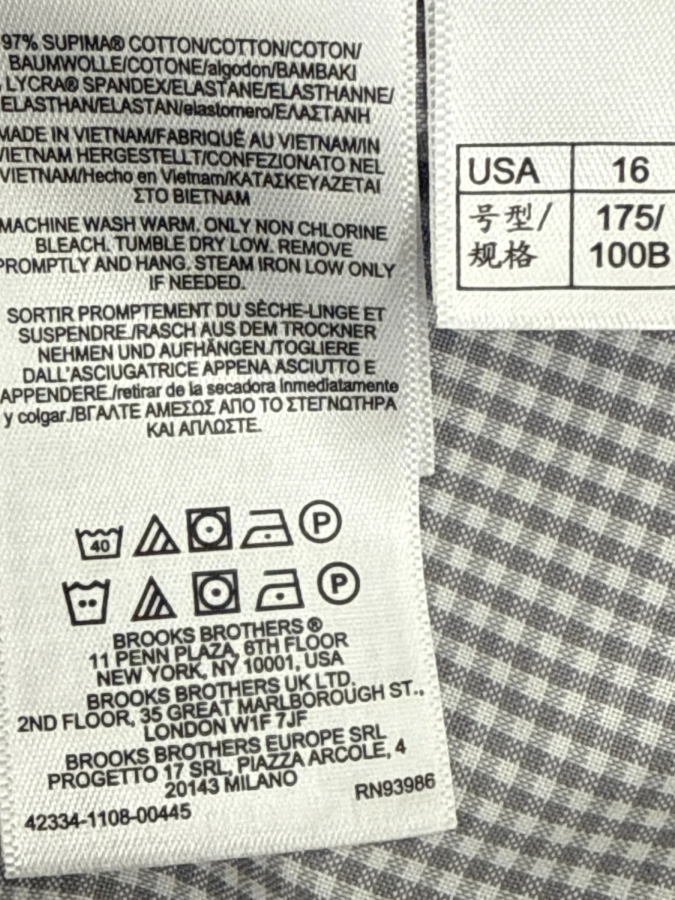 97% SUPIMA® COTTON/COTTON/COTON/
BAUMWOLLE/COTONE/algodon/BAMBAKI
LYCRA® SPANDEX/ELASTANE/ELASTHANNE/
ELASTHAN/ELASTAN/elastomero/ΕΛΑΣΤΑΝΗ
MADE IN VIETNAM/FABRIQUÉ AU VIETNAM/IN
VIETNAM HERGESTELLT/CONFEZIONATO NEL
VIETNAM/Hecho en Vietnam/ΚΑΤΑΣΚΕΥΑΖΕΤΑΙ
ΣΤΟ ΒΙΕΤΝΑΜ
MACHINE WASH WARM. ONLY NON CHLORINE
BLEACH. TUMBLE DRY LOW. REMOVE
PROMPTLY AND HANG. STEAM IRON LOW ONLY
IF NEEDED.
SORTIR PROMPTEMENT DU SÈCHE-LINGE ET
SUSPENDRE./RASCH AUS DEM TROCKNER
NEHMEN UND AUFHÄNGEN./TOGLIERE
DALL'ASCIUGATRICE APPENA ASCIUTTO E
APPENDERE./retirar de la secadora inmediatamente
y colgar./ΒΓΑΛΤΕ ΑΜΕΣΩΣ ΑΠΟ ΤΟ ΣΤΕΓΝΩΤΗΡΑ
ΚΑΙ ΑΠΛΩΣΤΕ.
40 P
P
BROOKS BROTHERS ®
11 PENN PLAZA, 6TH FLOOR
NEW YORK, NY 10001, USA
BROOKS BROTHERS UK LTD.
2ND FLOOR, 35 GREAT MARLBOROUGH ST.,
LONDON W1F 7JF
BROOKS BROTHERS EUROPE SRL
PROGETTO 17 SRL, PIAZZA ARCOLE, 4
20143 MILANO
RN93986
42334-1108-00445
USA 16
号型/ 175/
规格 100B